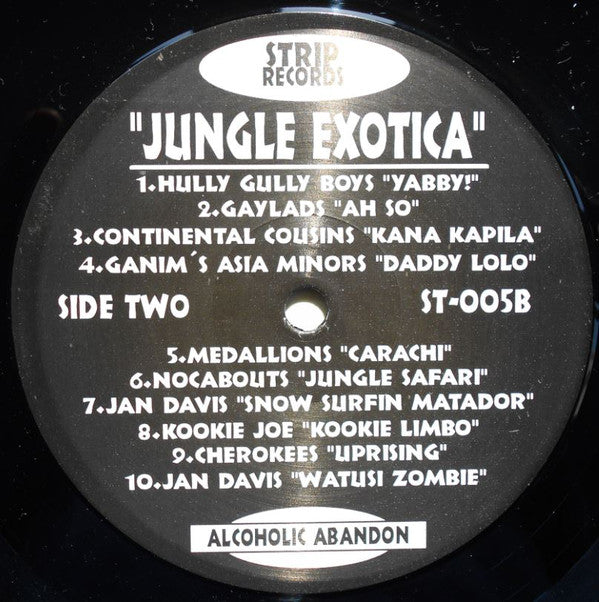 STRIP
RECORDS
"JUNGLE EXOTICA"
1.HULLY GULLY BOYS "YABBY!"
2.GAYLADS "AH SO"
3.CONTINENTAL COUSINS "KANA KAPILA"
4.GANIM´S ASIA MINORS "DADDY LOLO"
SIDE TWO
ST-005B
5.MEDALLIONS "CARACHI"
6.NOCABOUTS "JUNGLE SAFARI"
7.JAN DAVIS "SNOW SURFIN MATADOR"
8.KOOKIE JOE "KOOKIE LIMBO"
9.CHEROKEES "UPRISING"
10.JAN DAVIS "WATUSI ZOMBIE"
ALCOHOLIC ABANDON